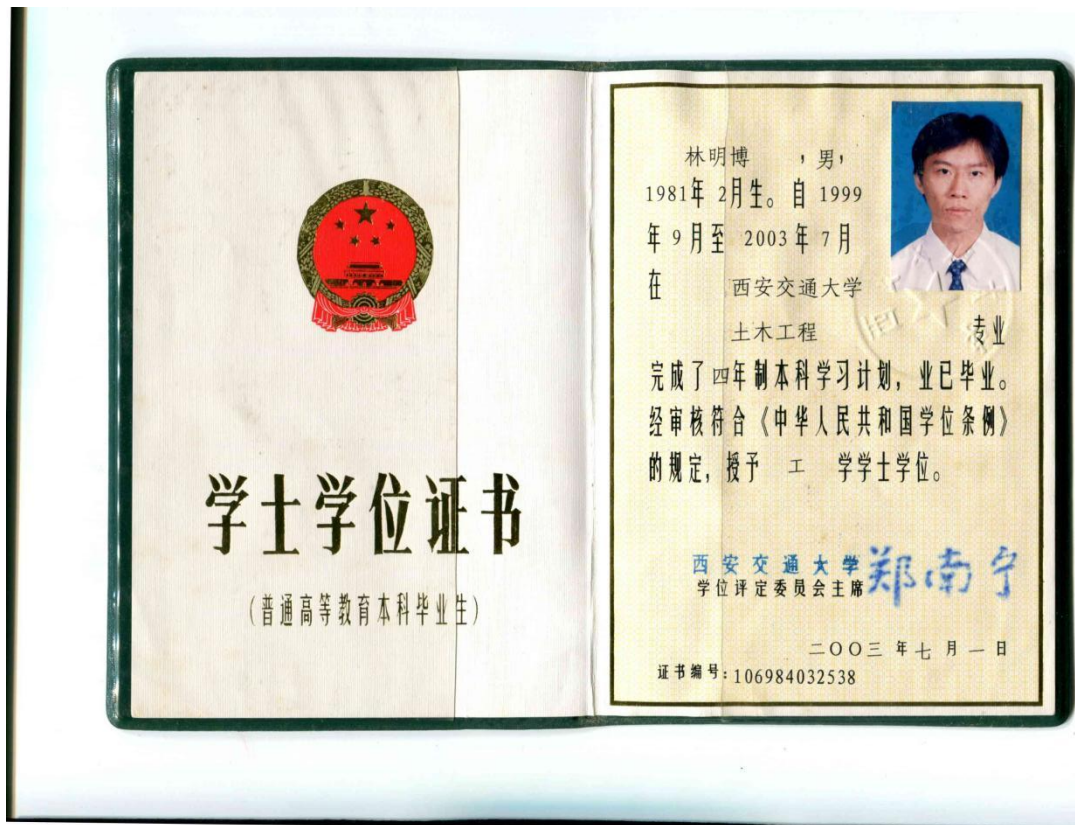 学士学位证书
(普通高等教育本科毕业生)
林明博 ,男,
1981年 2月生。自 1999
年 9 月至 2003 年 7 月
在 西安交通大学
土木工程 专业
完成了四年制本科学习计划,业已毕业。
经审核符合《中华人民共和国学位条例》
的规定,授予 工 学学士学位。
西安交通大学
学位评定委员会主席 郑南宁
二〇〇三 年 七 月 一 日
证书编号:106984032538